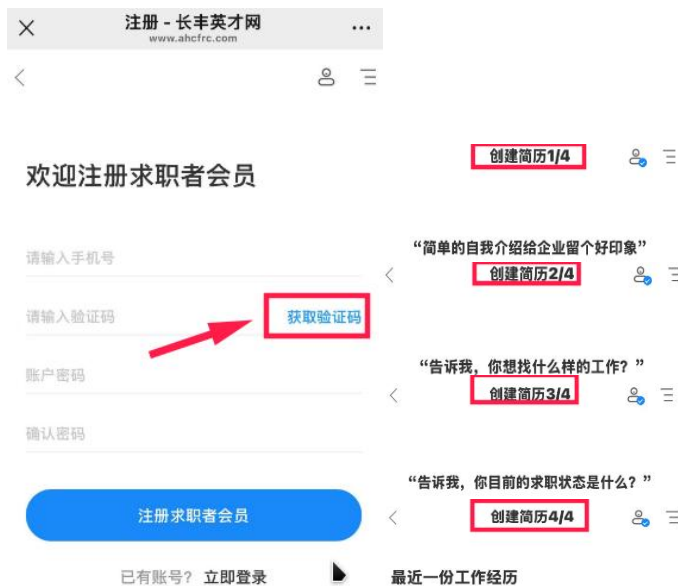 注册 - 长丰英才网
www.ahcfrc.com
欢迎注册求职者会员
请输入手机号
请输入验证码
获取验证码
账户密码
确认密码
注册求职者会员
已有账号? 立即登录
创建简历1/4
“简单的自我介绍给企业留个好印象”
创建简历2/4
“告诉我，你想找什么样的工作？”
创建简历3/4
“告诉我，你目前的求职状态是什么？”
创建简历4/4
最近一份工作经历